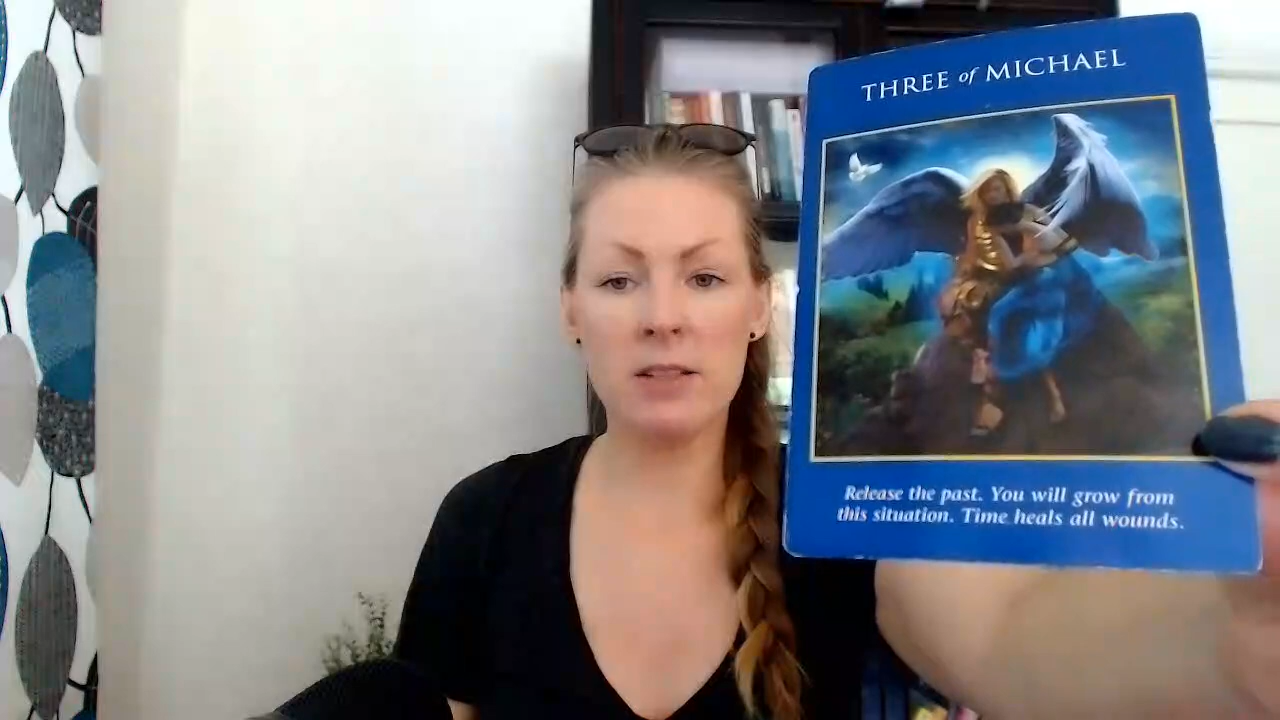 THREE of MICHAEL
Release the past. You will grow from
this situation. Time heals all wounds.